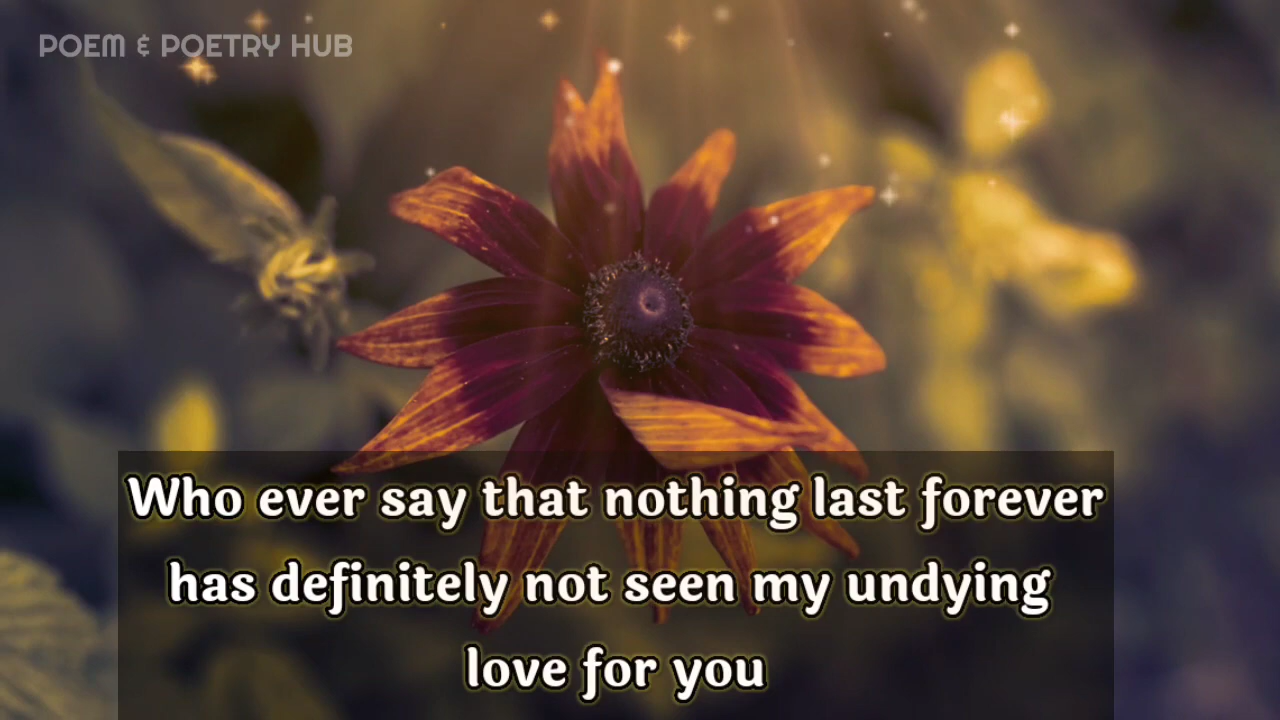 POEM & POETRY HUB
Who ever say that nothing last forever
has definitely not seen my undying
love for you